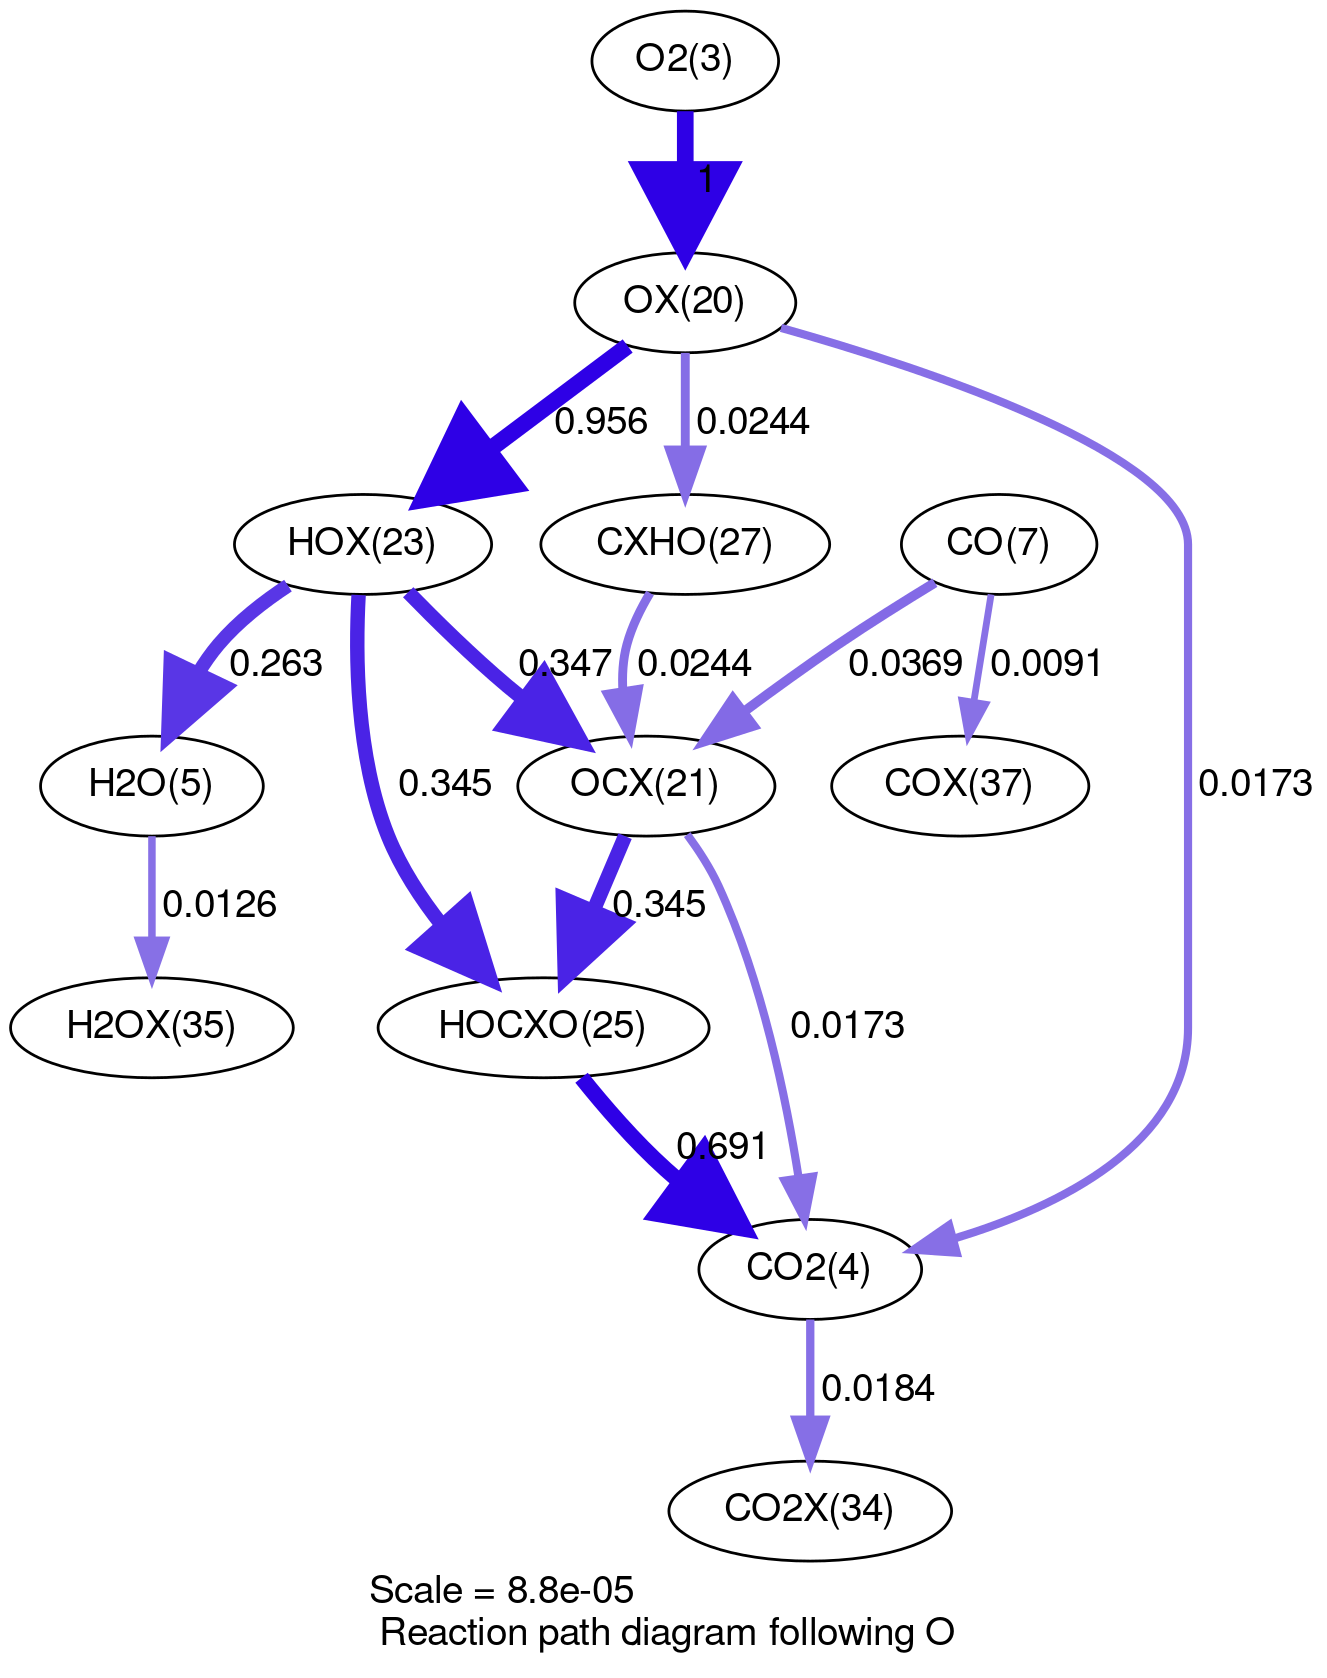 O2(3)
1
OX(20)
0.956
0.0244
0.0173
HOX(23)
CXHO(27)
CO(7)
0.263
0.345
0.347
0.0244
0.0369
0.0091
H2O(5)
OCX(21)
COX(37)
0.0126
0.345
0.0173
H2OX(35)
HOCXO(25)
0.691
CO2(4)
0.0184
CO2X(34)
Scale = 8.8e-05
Reaction path diagram following O